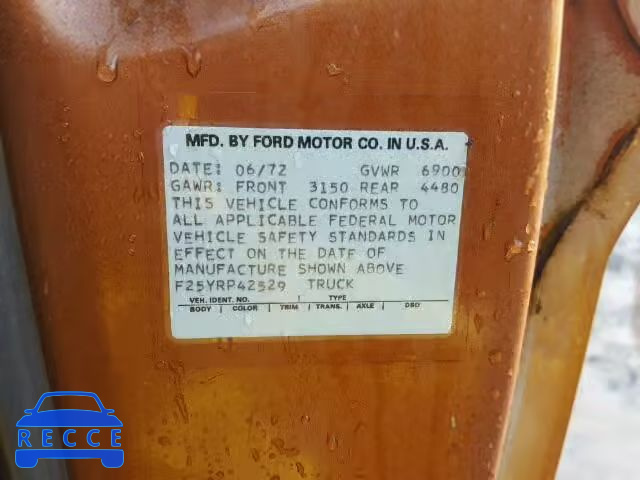 MFD. BY FORD MOTOR CO. IN U.S.A.
DATE: 06/72 GVWR 6900
GAWR: FRONT 3150 REAR 4480
THIS VEHICLE CONFORMS TO
ALL APPLICABLE FEDERAL MOTOR
VEHICLE SAFETY STANDARDS IN
EFFECT ON THE DATE OF
MANUFACTURE SHOWN ABOVE
F25YRP42529 TRUCK
VEH. IDENT. NO. TYPE
BODY COLOR TRIM TRANS. AXLE DSO
RECCE